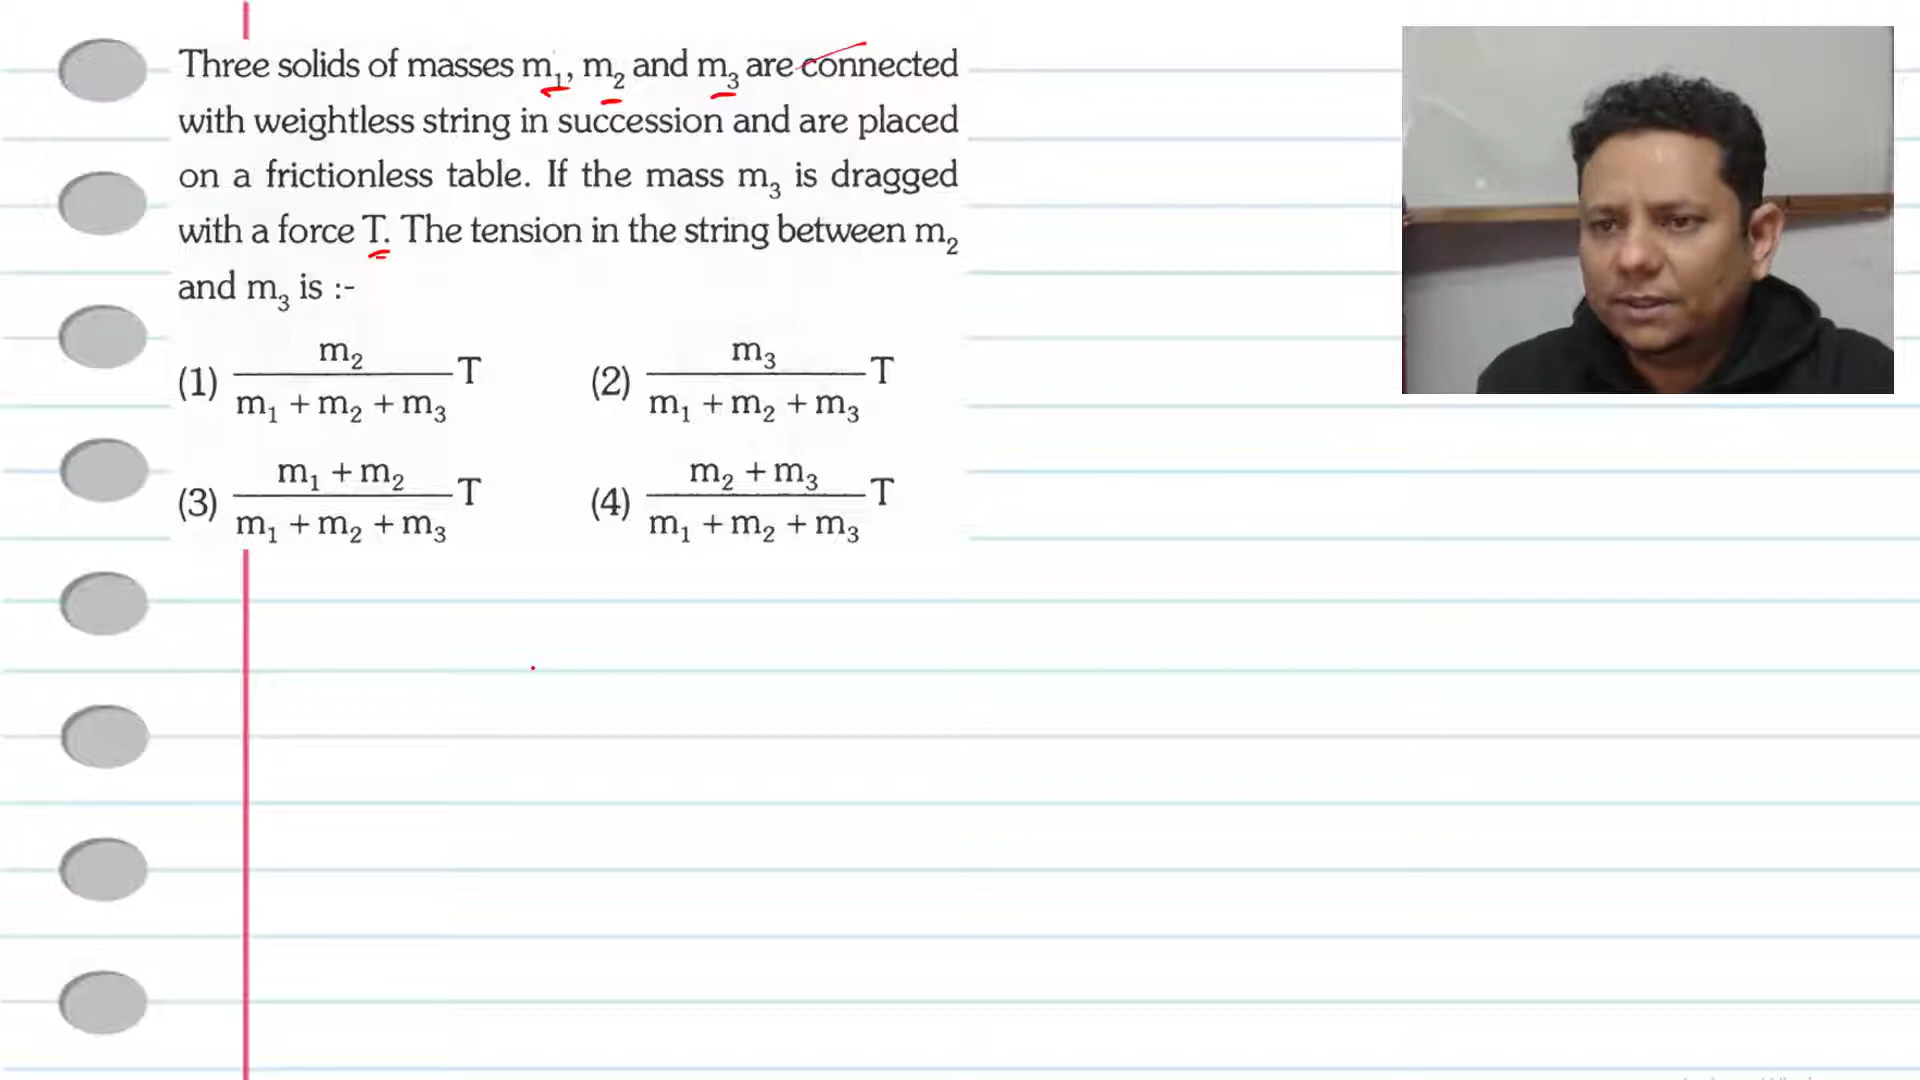 Three solids of masses m₁, m₂ and m₃ are connected
with weightless string in succession and are placed
on a frictionless table. If the mass m₃ is dragged
with a force T. The tension in the string between m₂
and m₃ is :-
(1) m₂ / (m₁ + m₂ + m₃) T (2) m₃ / (m₁ + m₂ + m₃) T
(3) (m₁ + m₂) / (m₁ + m₂ + m₃) T (4) (m₂ + m₃) / (m₁ + m₂ + m₃) T